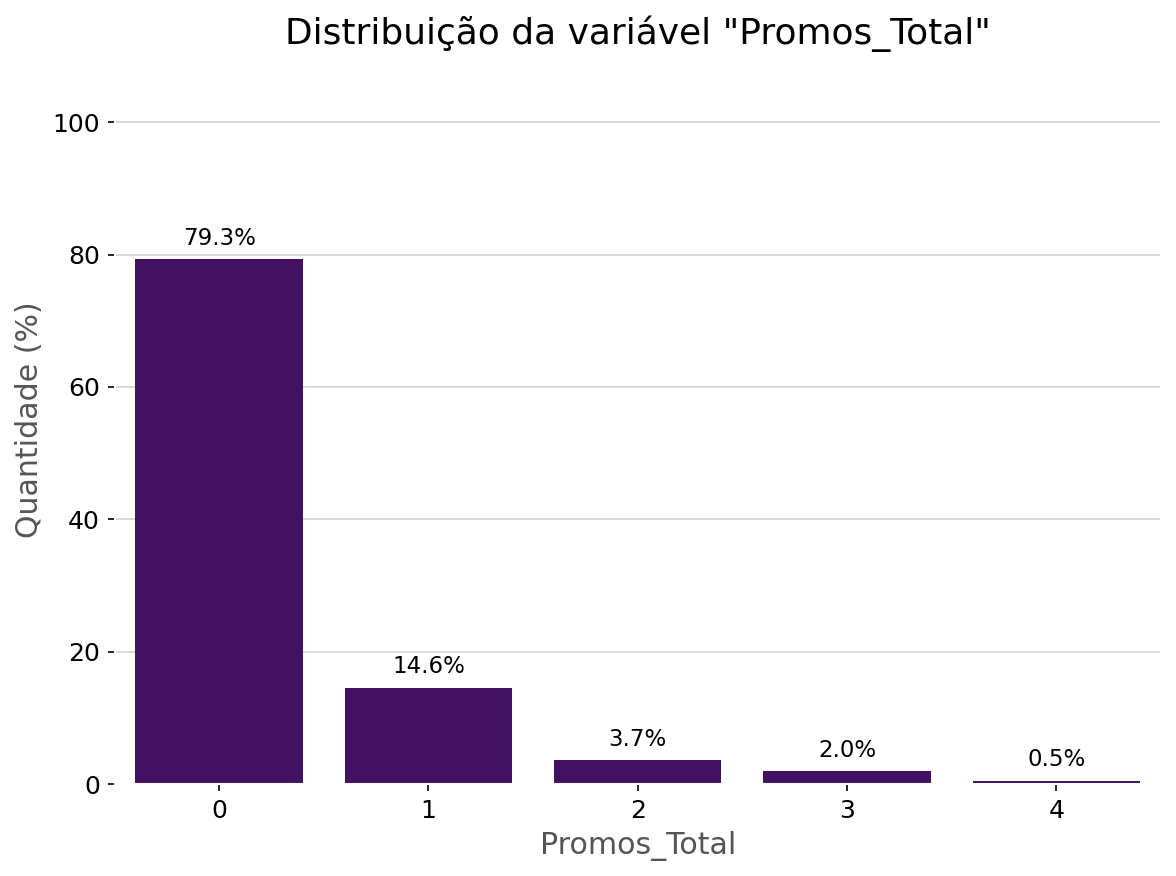 Distribuição da variável "Promos_Total"
Quantidade (%)
100
80
60
40
20
0
79.3%
14.6%
3.7%
2.0%
0.5%
0 1 2 3 4
Promos_Total